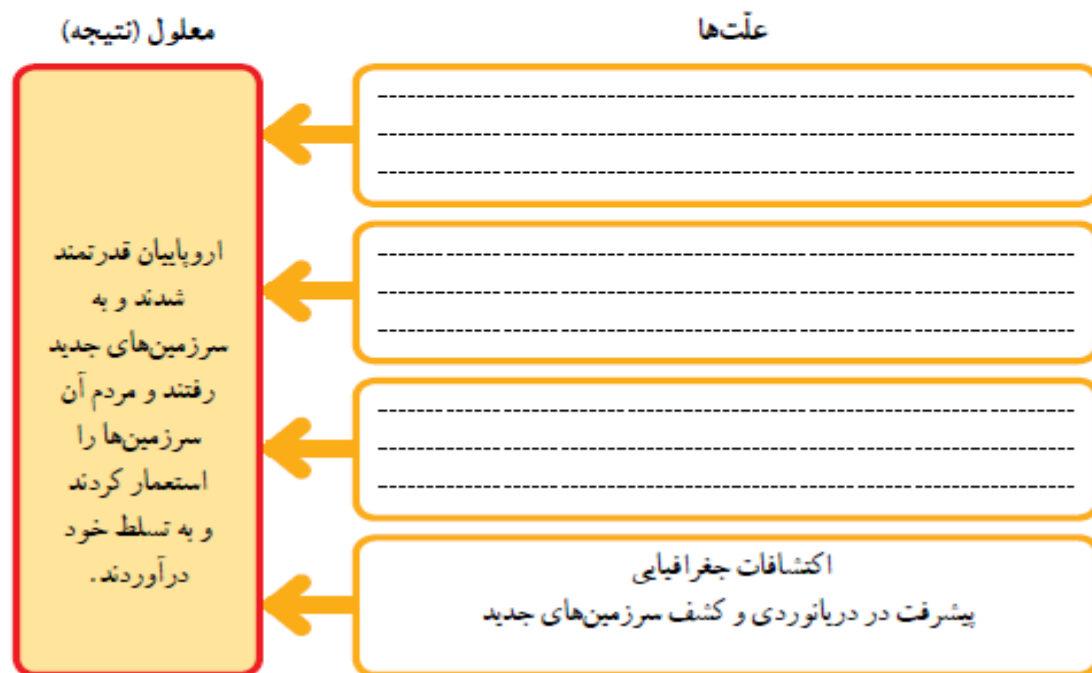 علّت‌ها
معلول (نتیجه)
اکتشافات جغرافیایی
پیشرفت در دریانوردی و کشف سرزمین‌های جدید
اروپاییان قدرتمند
شدند و به
سرزمین‌های جدید
رفتند و مردم آن
سرزمین‌ها را
استعمار کردند
و به تسلط خود
درآوردند.